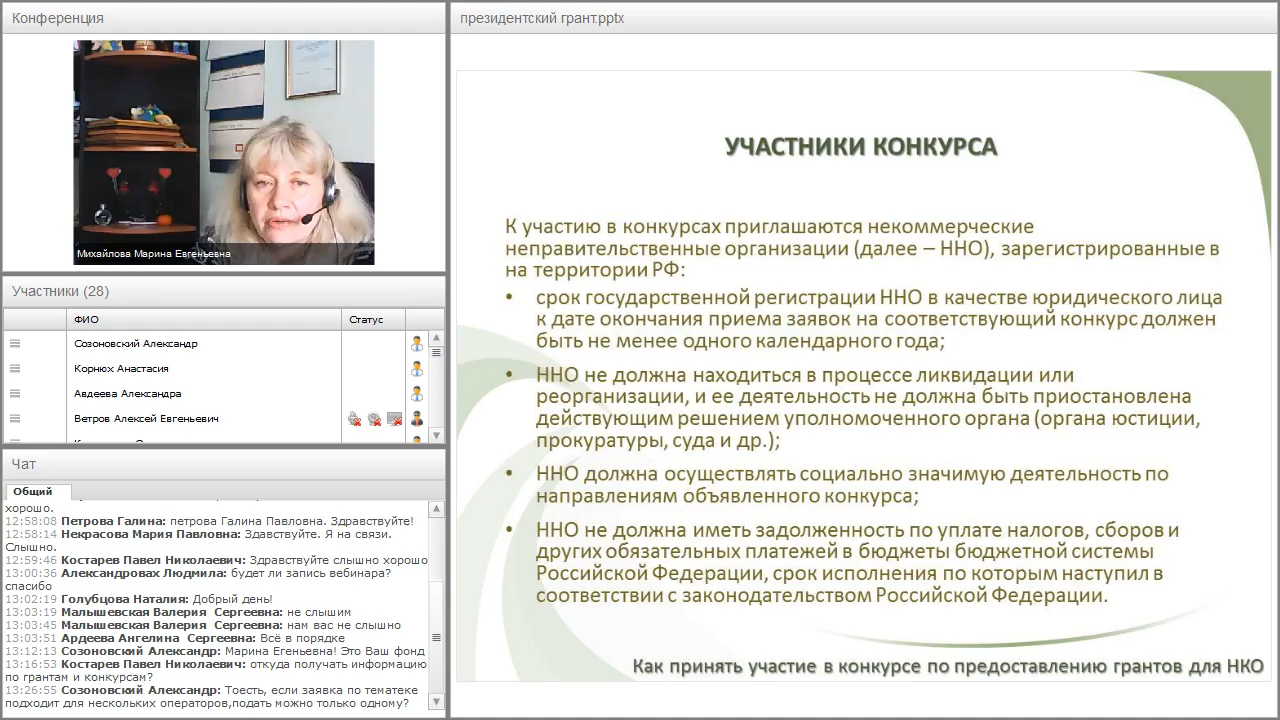 Конференция
Михайлова Марина Евгеньевна
Участники (28)
ФИО Статус
Созоновский Александр
Корнюх Анастасия
Авдеева Александра
Ветров Алексей Евгеньевич
Чат
Общий
хорошо.
12:58:08 Петрова Галина: петрова Галина Павловна. Здравствуйте!
12:58:14 Некрасова Мария Павловна: Здавствуйте. Я на связи.
Слышно.
12:59:46 Костарев Павел Николаевич: Здравствуйте слышно хорошо
13:00:36 Александровах Людмила: будет ли запись вебинара?
спасибо
13:02:19 Голубцова Наталия: Добрый день!
13:03:19 Малышевская Валерия  Сергеевна: не слышим
13:03:45 Малышевская Валерия  Сергеевна: нам вас не слышно
13:03:51 Ардеева Ангелина  Сергеевна: Всё в порядке
13:12:13 Созоновский Александр: Марина Егеньевна! Это Ваш фонд
13:16:53 Костарев Павел Николаевич: откуда получать информацию
по грантам и конкурсам?
13:26:55 Созоновский Александр: Тоесть, если заявка по тематеке
подходит для нескольких операторов,подать можно только одному?
президентский грант.pptx
УЧАСТНИКИ КОНКУРСА
К участию в конкурсах приглашаются некоммерческие
неправительственные организации (далее – ННО), зарегистрированные в
на территории РФ:
• срок государственной регистрации ННО в качестве юридического лица
к дате окончания приема заявок на соответствующий конкурс должен
быть не менее одного календарного года;
• ННО не должна находиться в процессе ликвидации или
реорганизации, и ее деятельность не должна быть приостановлена
действующим решением уполномоченного органа (органа юстиции,
прокуратуры, суда и др.);
• ННО должна осуществлять социально значимую деятельность по
направлениям объявленного конкурса;
• ННО не должна иметь задолженность по уплате налогов, сборов и
других обязательных платежей в бюджеты бюджетной системы
Российской Федерации, срок исполнения по которым наступил в
соответствии с законодательством Российской Федерации.
Как принять участие в конкурсе по предоставлению грантов для НКО